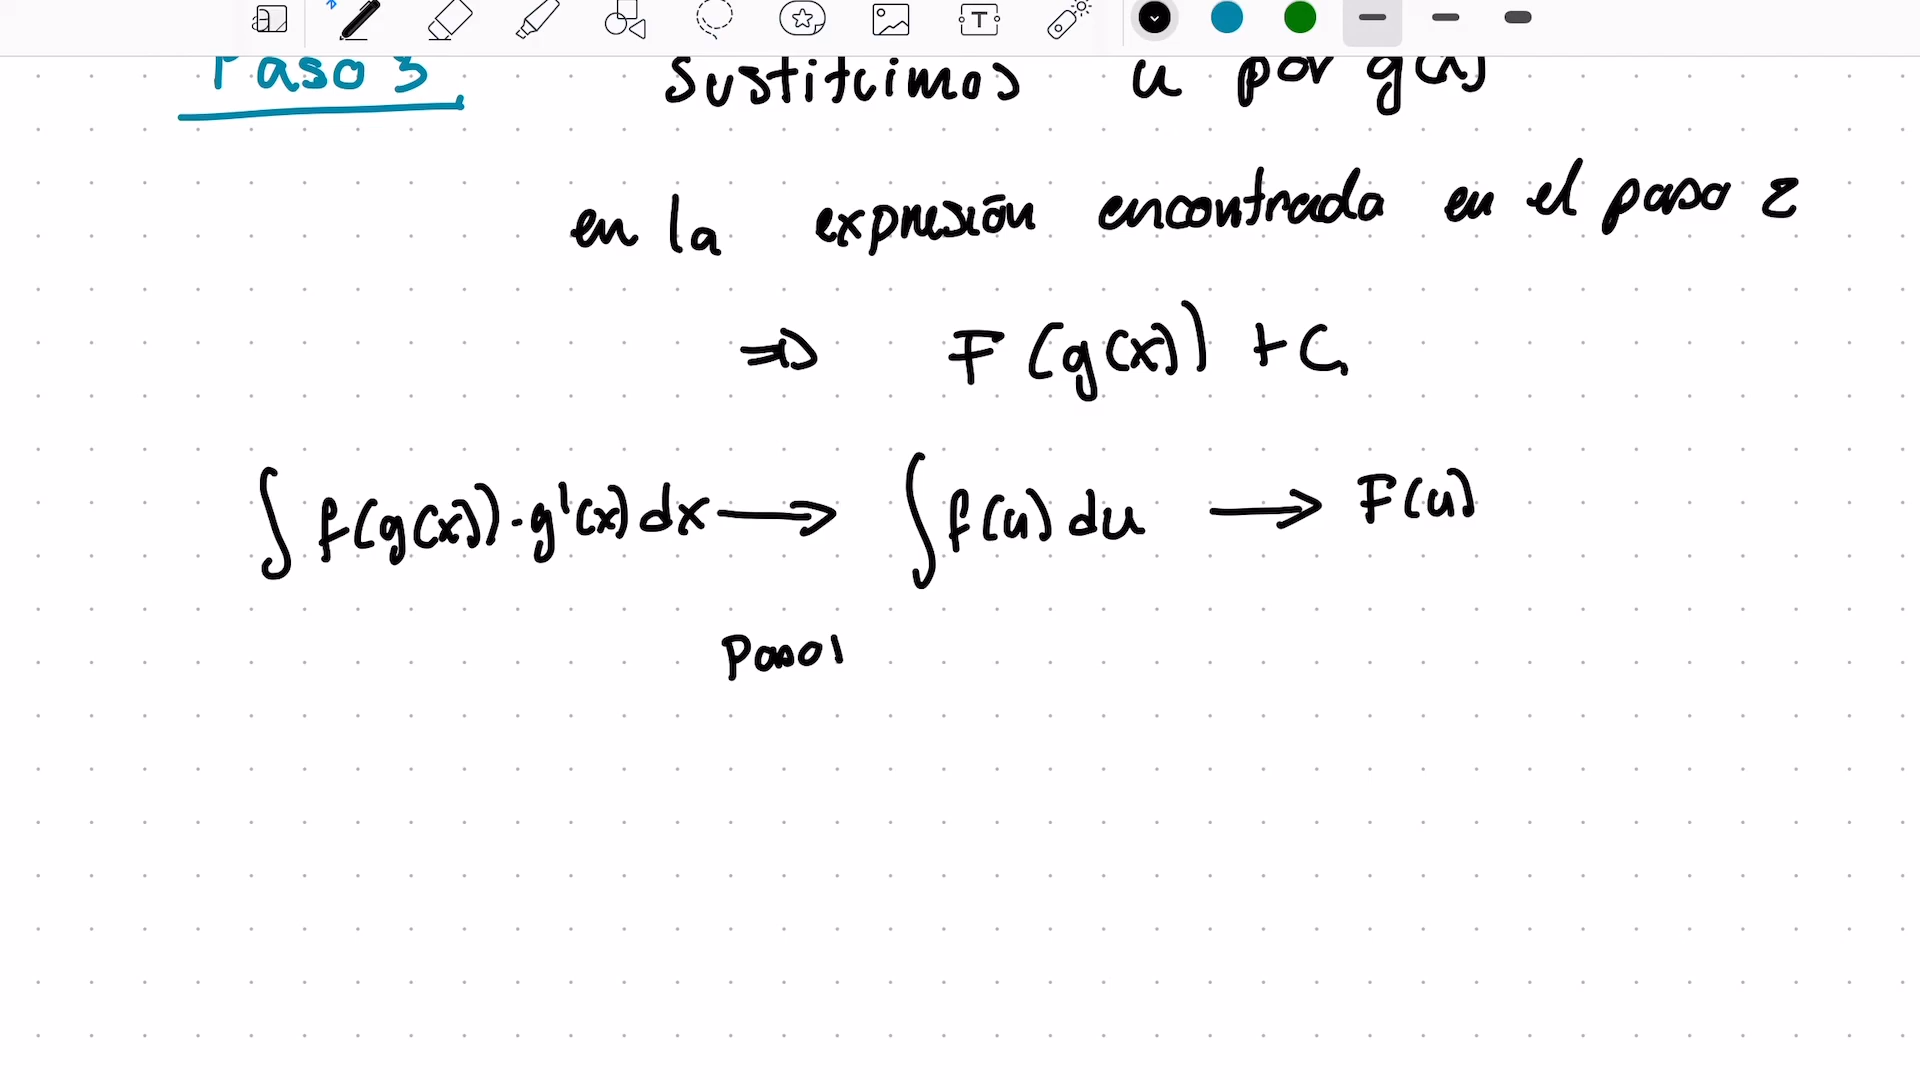 Paso 3 Sustituimos u por g(x)
en la expresión encontrada en el paso 2
⇒ F(g(x)) + C,
∫ f(g(x))·g'(x) dx → ∫ f(u) du → F(u)
Paso 1